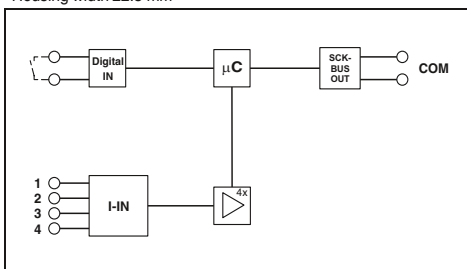 Housing width 22.5 mm
Digital
IN
µC
SCK-
BUS
OUT
COM
1
2
3
4
I-IN
4x